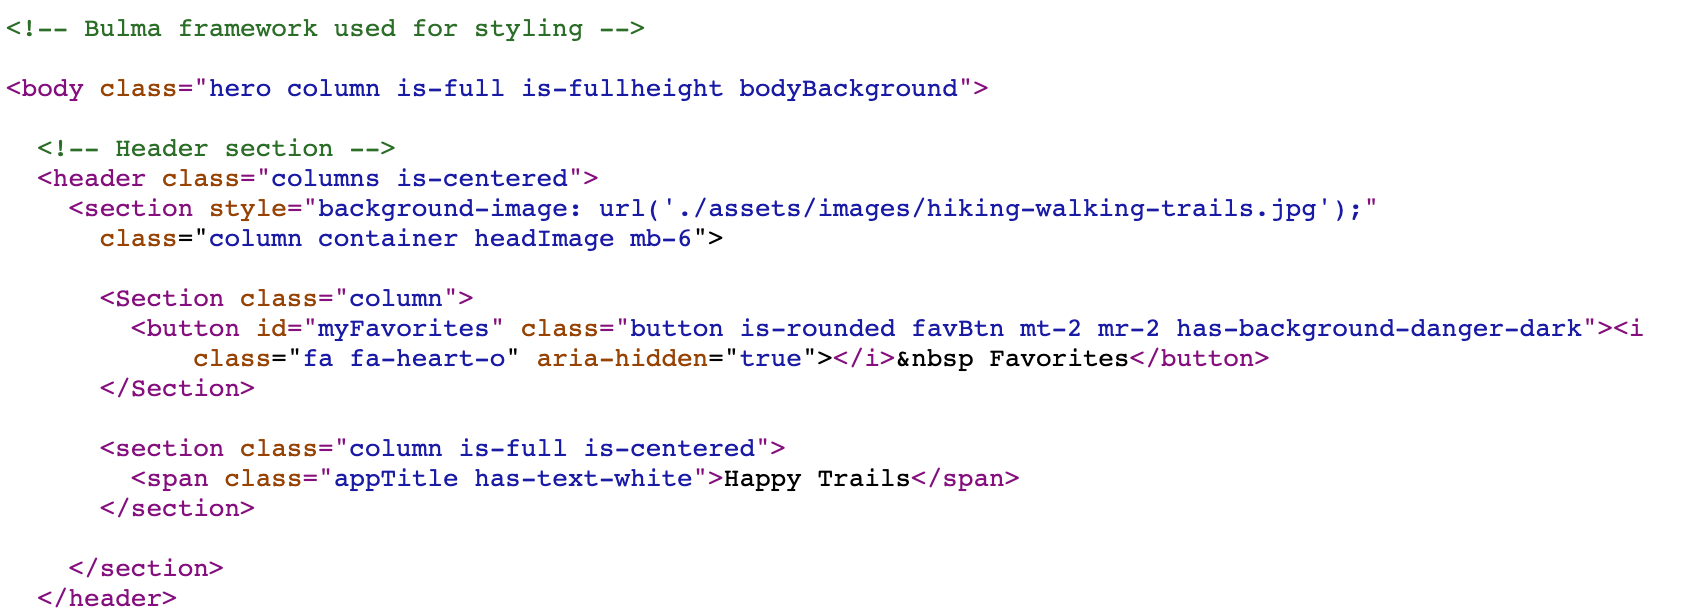 <!-- Bulma framework used for styling -->
<body class="hero column is-full is-fullheight bodyBackground">
<!-- Header section -->
<header class="columns is-centered">
<section style="background-image: url('./assets/images/hiking-walking-trails.jpg');"
class="column container headImage mb-6">
<Section class="column">
<button id="myFavorites" class="button is-rounded favBtn mt-2 mr-2 has-background-danger-dark"><i
class="fa fa-heart-o" aria-hidden="true"></i>&nbsp Favorites</button>
</Section>
<section class="column is-full is-centered">
<span class="appTitle has-text-white">Happy Trails</span>
</section>
</section>
</header>